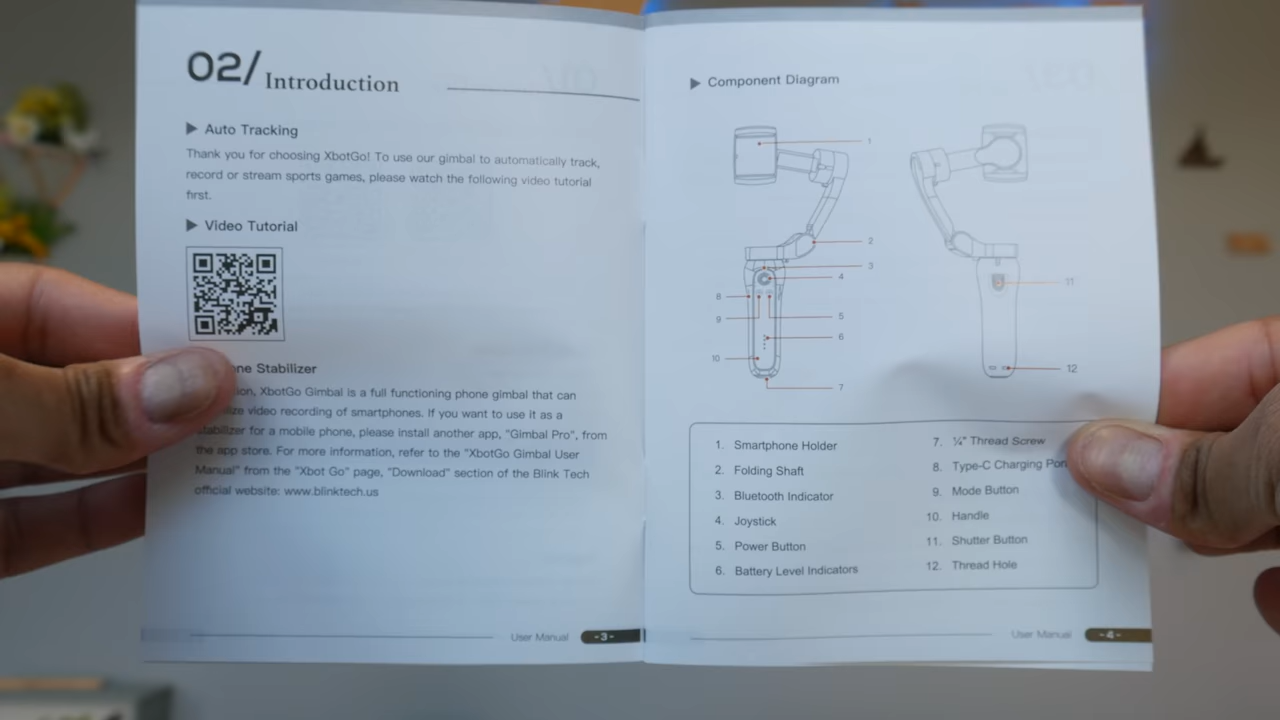 02/ Introduction
Auto Tracking
Thank you for choosing XbotGo! To use our gimbal to automatically track,
record or stream sports games, please watch the following video tutorial
first.
Video Tutorial
ne Stabilizer
on, XbotGo Gimbal is a full functioning phone gimbal that can
ize video recording of smartphones. If you want to use it as a
stabilizer for a mobile phone, please install another app, "Gimbal Pro", from
the app store. For more information, refer to the "XbotGo Gimbal User
Manual" from the "Xbot Go" page, "Download" section of the Blink Tech
official website: www.blinktech.us
User Manual -3-
Component Diagram
1
2
3
4
8
9
5
6
10
7
11
12
1. Smartphone Holder
2. Folding Shaft
3. Bluetooth Indicator
4. Joystick
5. Power Button
6. Battery Level Indicators
7. ¼" Thread Screw
8. Type-C Charging Port
9. Mode Button
10. Handle
11. Shutter Button
12. Thread Hole
User Manual -4-